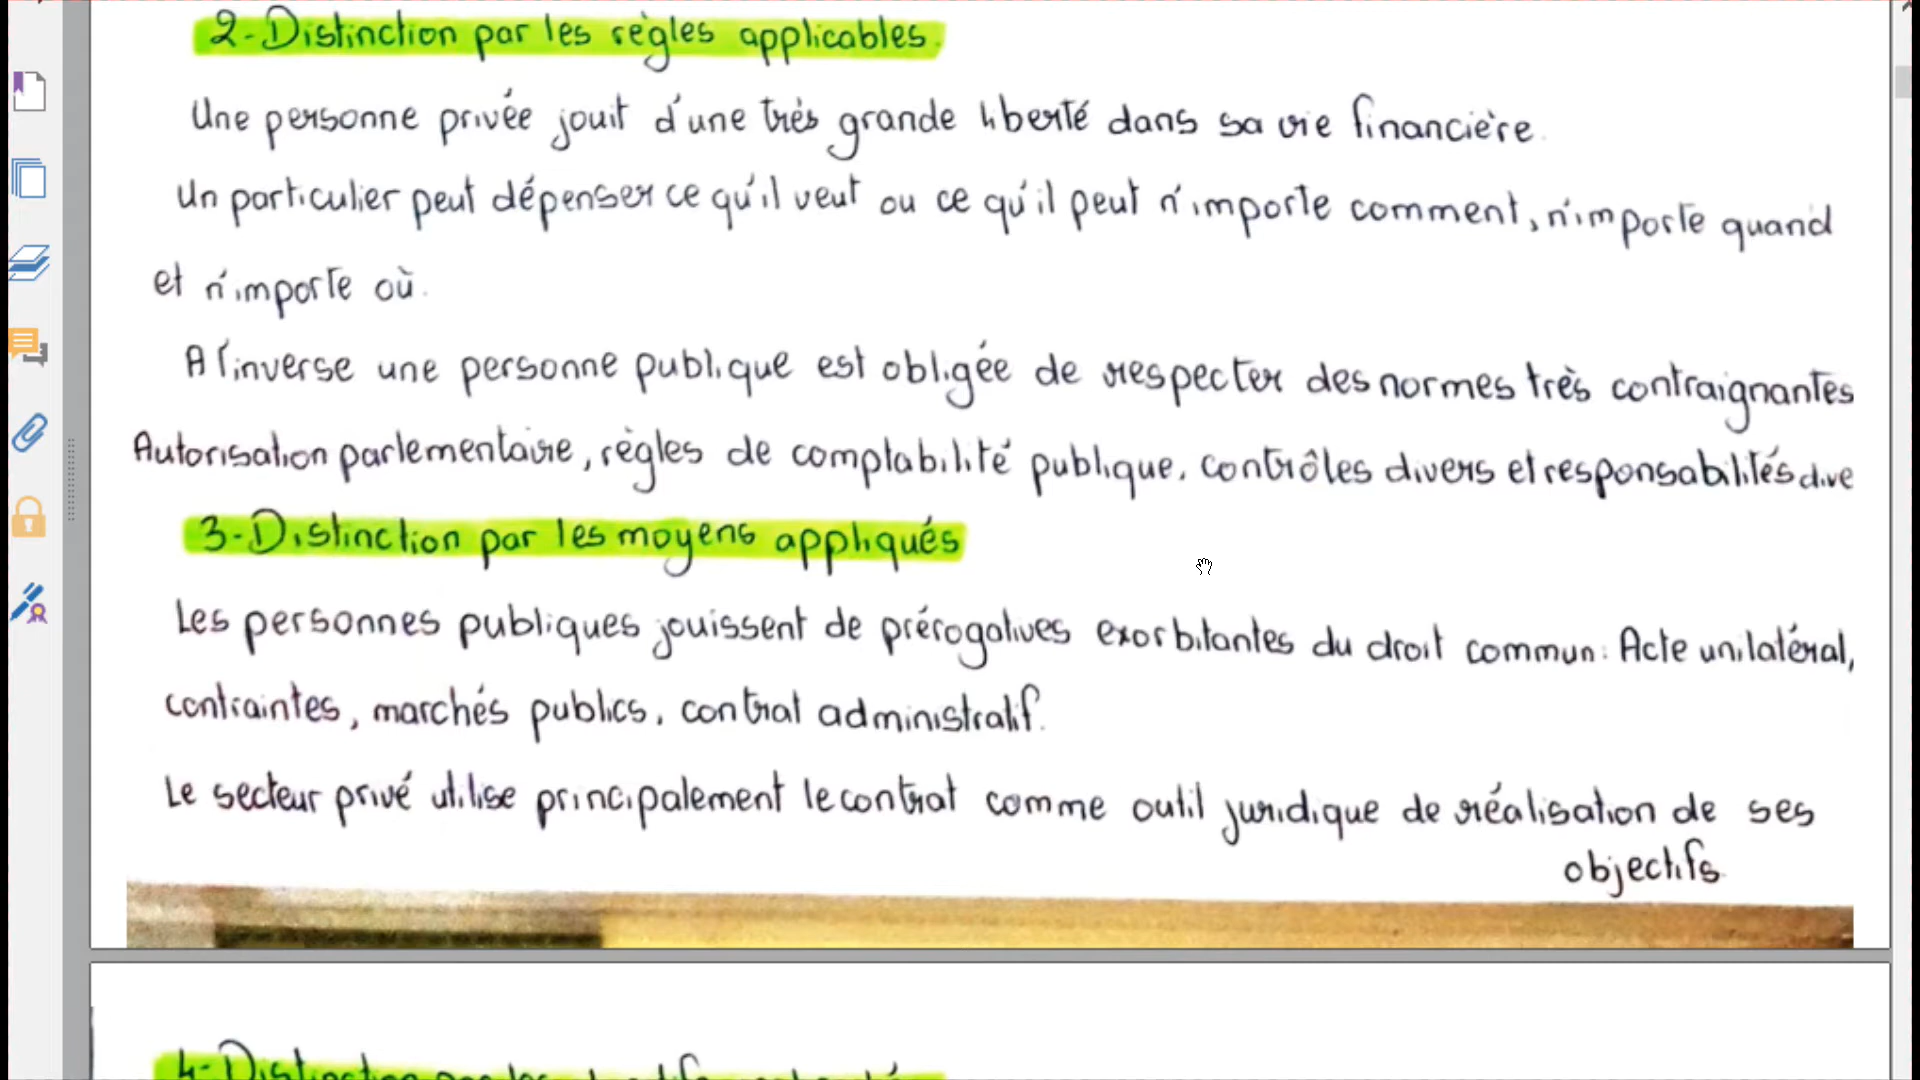 2-Distinction par les règles applicables.
Une personne privée jouit d'une très grande liberté dans sa vie financière.
Un particulier peut dépenser ce qu'il veut ou ce qu'il peut n'importe comment, n'importe quand
et n'importe où.
A l'inverse une personne publique est obligée de respecter des normes très contraignantes
Autorisation parlementaire, règles de comptabilité publique, contrôles divers et responsabilités dive
3-Distinction par les moyens appliqués
Les personnes publiques jouissent de prérogatives exorbitantes du droit commun: Acte unilatéral,
contraintes, marchés publics, contrat administratif.
Le secteur privé utilise principalement le contrat comme outil juridique de réalisation de ses
objectifs
4-Distinction par les